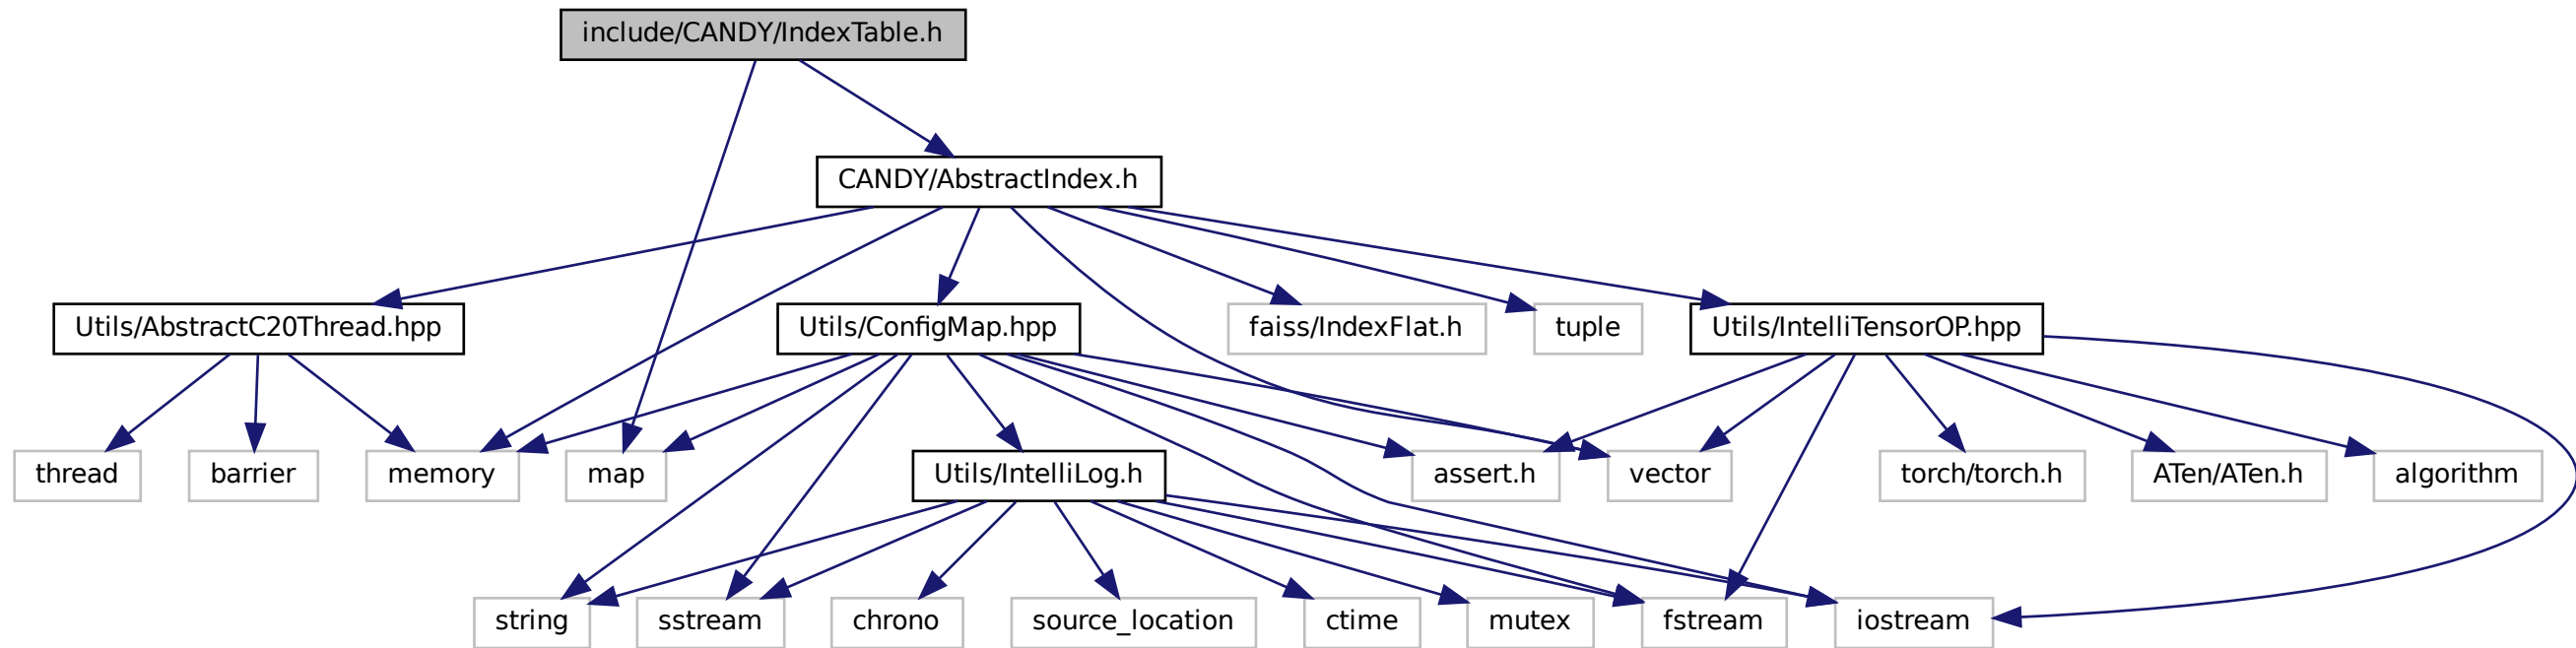 include/CANDY/IndexTable.h
CANDY/AbstractIndex.h
Utils/AbstractC20Thread.hpp
Utils/ConfigMap.hpp
faiss/IndexFlat.h
tuple
Utils/IntelliTensorOP.hpp
thread
barrier
memory
map
Utils/IntelliLog.h
assert.h
vector
torch/torch.h
ATen/ATen.h
algorithm
string
sstream
chrono
source_location
ctime
mutex
fstream
iostream